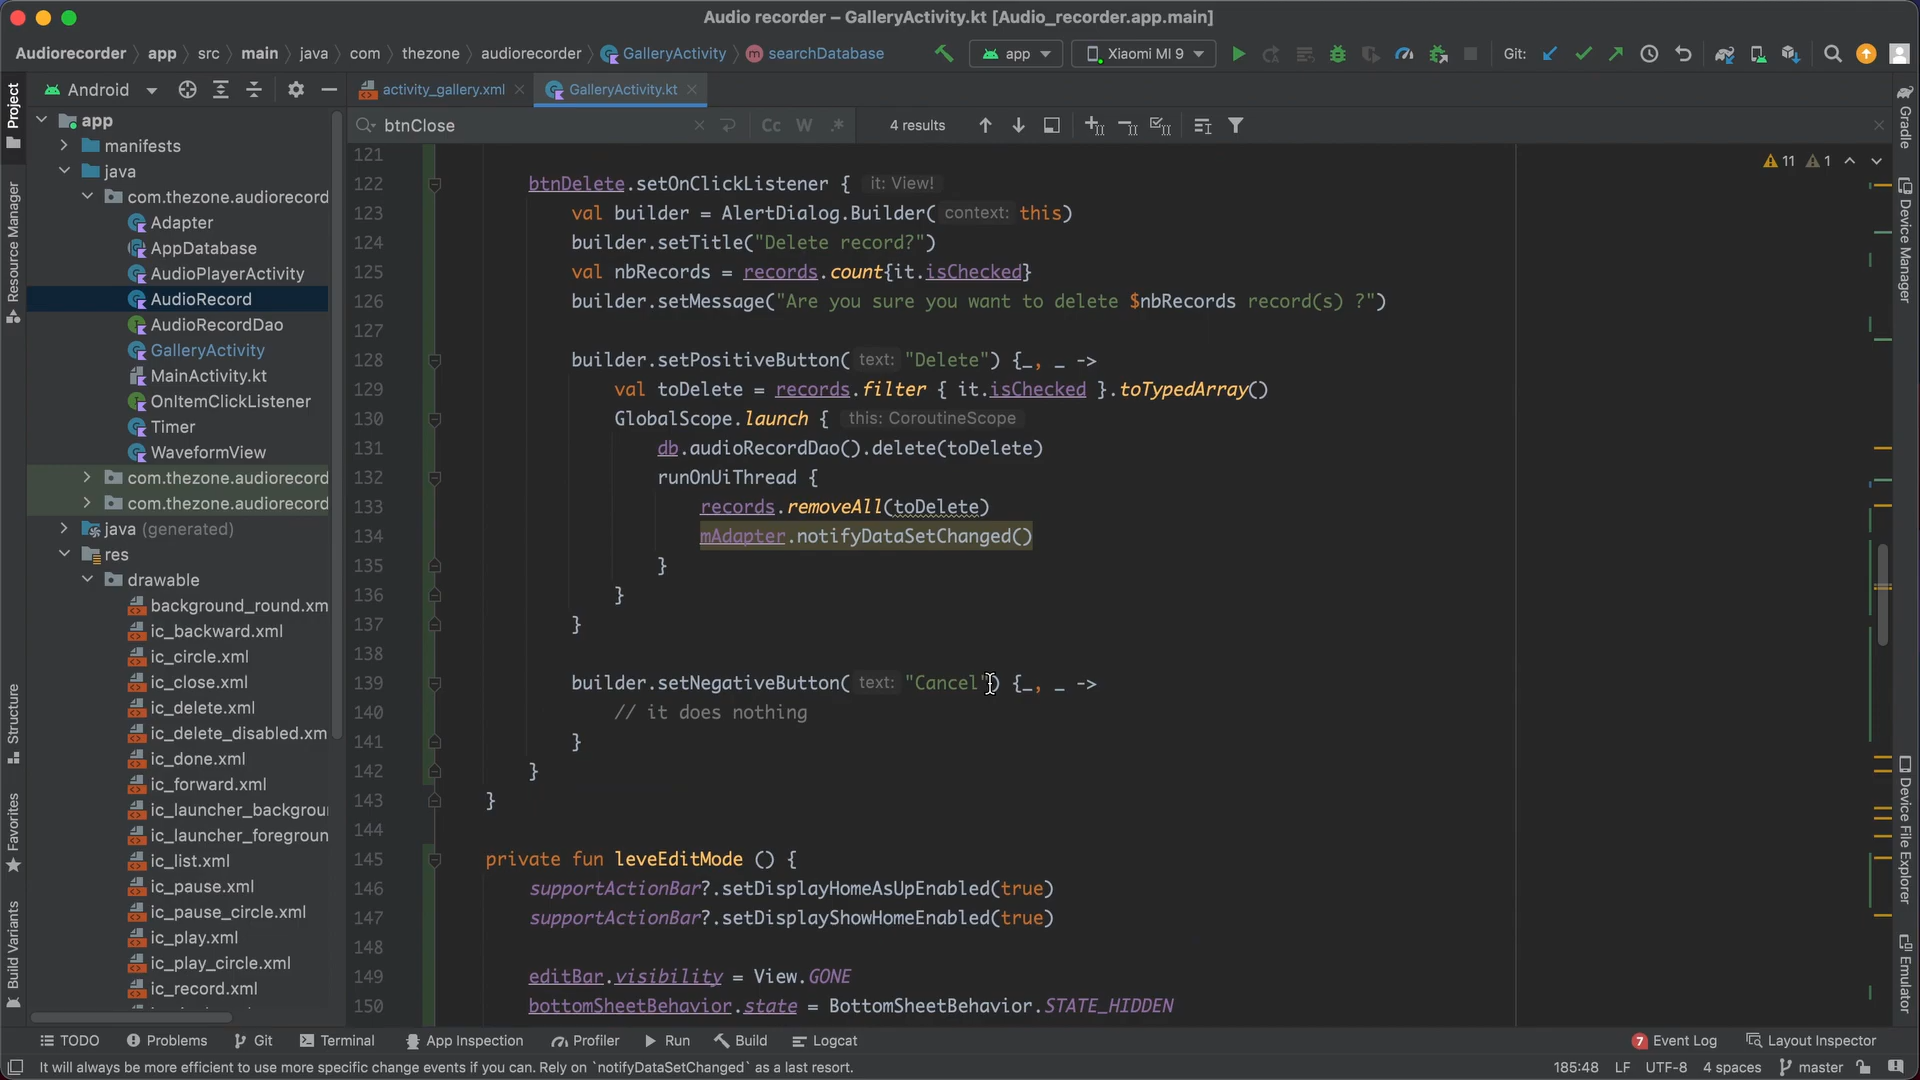 Audio recorder – GalleryActivity.kt [Audio_recorder.app.main]
Audiorecorder app src main java com thezone audiorecorder GalleryActivity searchDatabase
app Xiaomi MI 9 Git:
Project
Resource Manager
Structure
Favorites
Build Variants
Android
app
manifests
java
com.thezone.audiorecord
Adapter
AppDatabase
AudioPlayerActivity
AudioRecord
AudioRecordDao
GalleryActivity
MainActivity.kt
OnItemClickListener
Timer
WaveformView
com.thezone.audiorecord
com.thezone.audiorecord
java (generated)
res
drawable
background_round.xm
ic_backward.xml
ic_circle.xml
ic_close.xml
ic_delete.xml
ic_delete_disabled.xm
ic_done.xml
ic_forward.xml
ic_launcher_backgrou
ic_launcher_foregroun
ic_list.xml
ic_pause.xml
ic_pause_circle.xml
ic_play.xml
ic_play_circle.xml
ic_record.xml
activity_gallery.xml GalleryActivity.kt
btnClose Cc W .* 4 results
11 1
121
122 btnDelete.setOnClickListener { it: View!
123 val builder = AlertDialog.Builder( context: this)
124 builder.setTitle("Delete record?")
125 val nbRecords = records.count{it.isChecked}
126 builder.setMessage("Are you sure you want to delete $nbRecords record(s) ?")
127
128 builder.setPositiveButton( text: "Delete") {_, _ ->
129 val toDelete = records.filter { it.isChecked }.toTypedArray()
130 GlobalScope.launch { this: CoroutineScope
131 db.audioRecordDao().delete(toDelete)
132 runOnUiThread {
133 records.removeAll(toDelete)
134 mAdapter.notifyDataSetChanged()
135 }
136 }
137 }
138
139 builder.setNegativeButton( text: "Cancel") {_, _ ->
140 // it does nothing
141 }
142 }
143 }
144
145 private fun leveEditMode () {
146 supportActionBar?.setDisplayHomeAsUpEnabled(true)
147 supportActionBar?.setDisplayShowHomeEnabled(true)
148
149 editBar.visibility = View.GONE
150 bottomSheetBehavior.state = BottomSheetBehavior.STATE_HIDDEN
Gradle
Device Manager
Device File Explorer
Emulator
TODO Problems Git Terminal App Inspection Profiler Run Build Logcat 7 Event Log Layout Inspector
It will always be more efficient to use more specific change events if you can. Rely on `notifyDataSetChanged` as a last resort. 185:48 LF UTF-8 4 spaces master